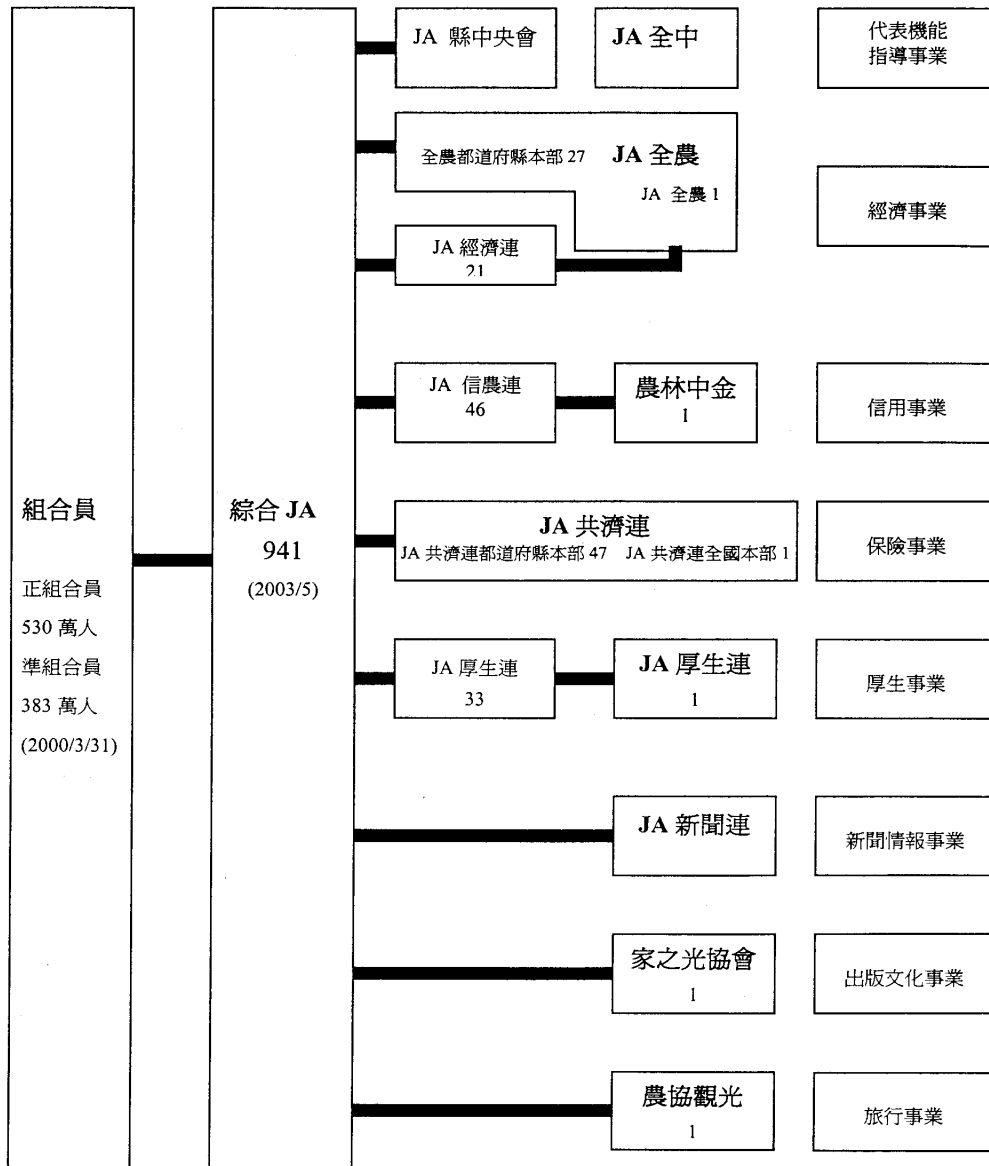 組合員
正組合員
530 萬人
準組合員
383 萬人
(2000/3/31)
綜合 JA
941
(2003/5)
JA 縣中央會
JA 全中
代表機能
指導事業
全農都道府縣本部 27
JA 全農
JA 全農 1
JA 經濟連
21
經濟事業
JA 信農連
46
農林中金
1
信用事業
JA 共濟連
JA 共濟連都道府縣本部 47 JA 共濟連全國本部 1
保險事業
JA 厚生連
33
JA 厚生連
1
厚生事業
JA 新聞連
新聞情報事業
家之光協會
1
出版文化事業
農協觀光
1
旅行事業